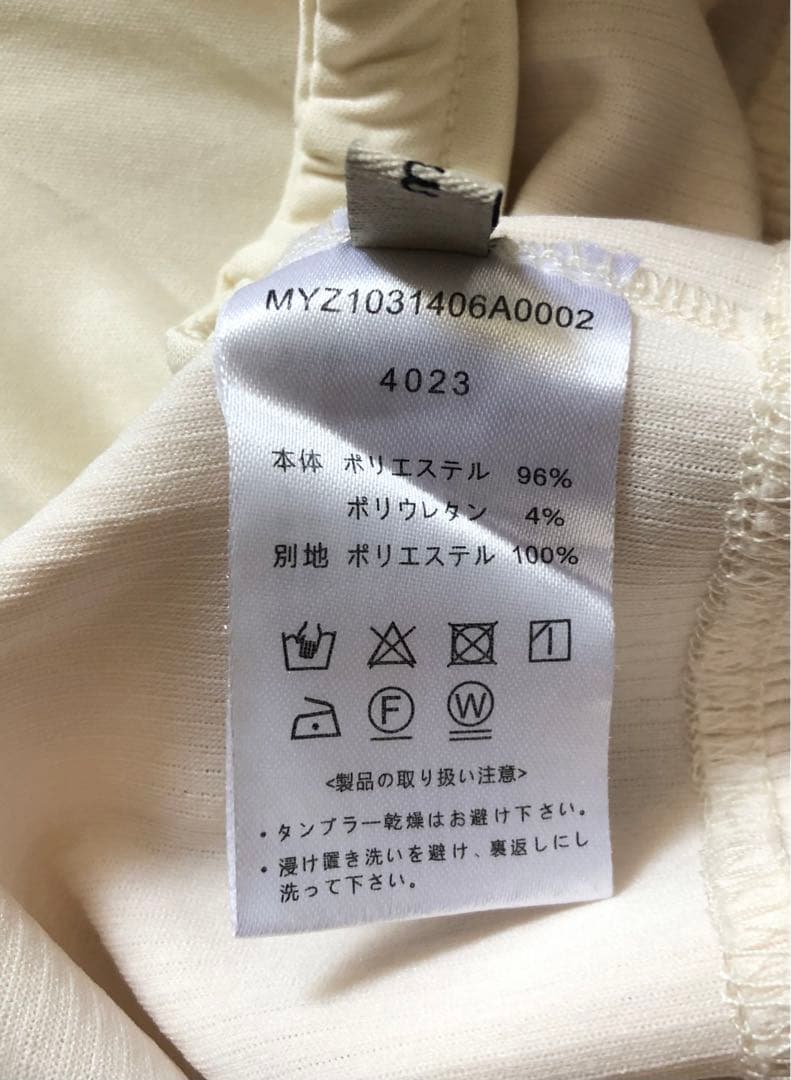 MYZ1031406A0002
4023
本体 ポリエステル 96%
ポリウレタン 4%
別地 ポリエステル 100%
F W
<製品の取り扱い注意>
・タンブラー乾燥はお避け下さい。
・浸け置き洗いを避け、裏返しにし
洗って下さい。